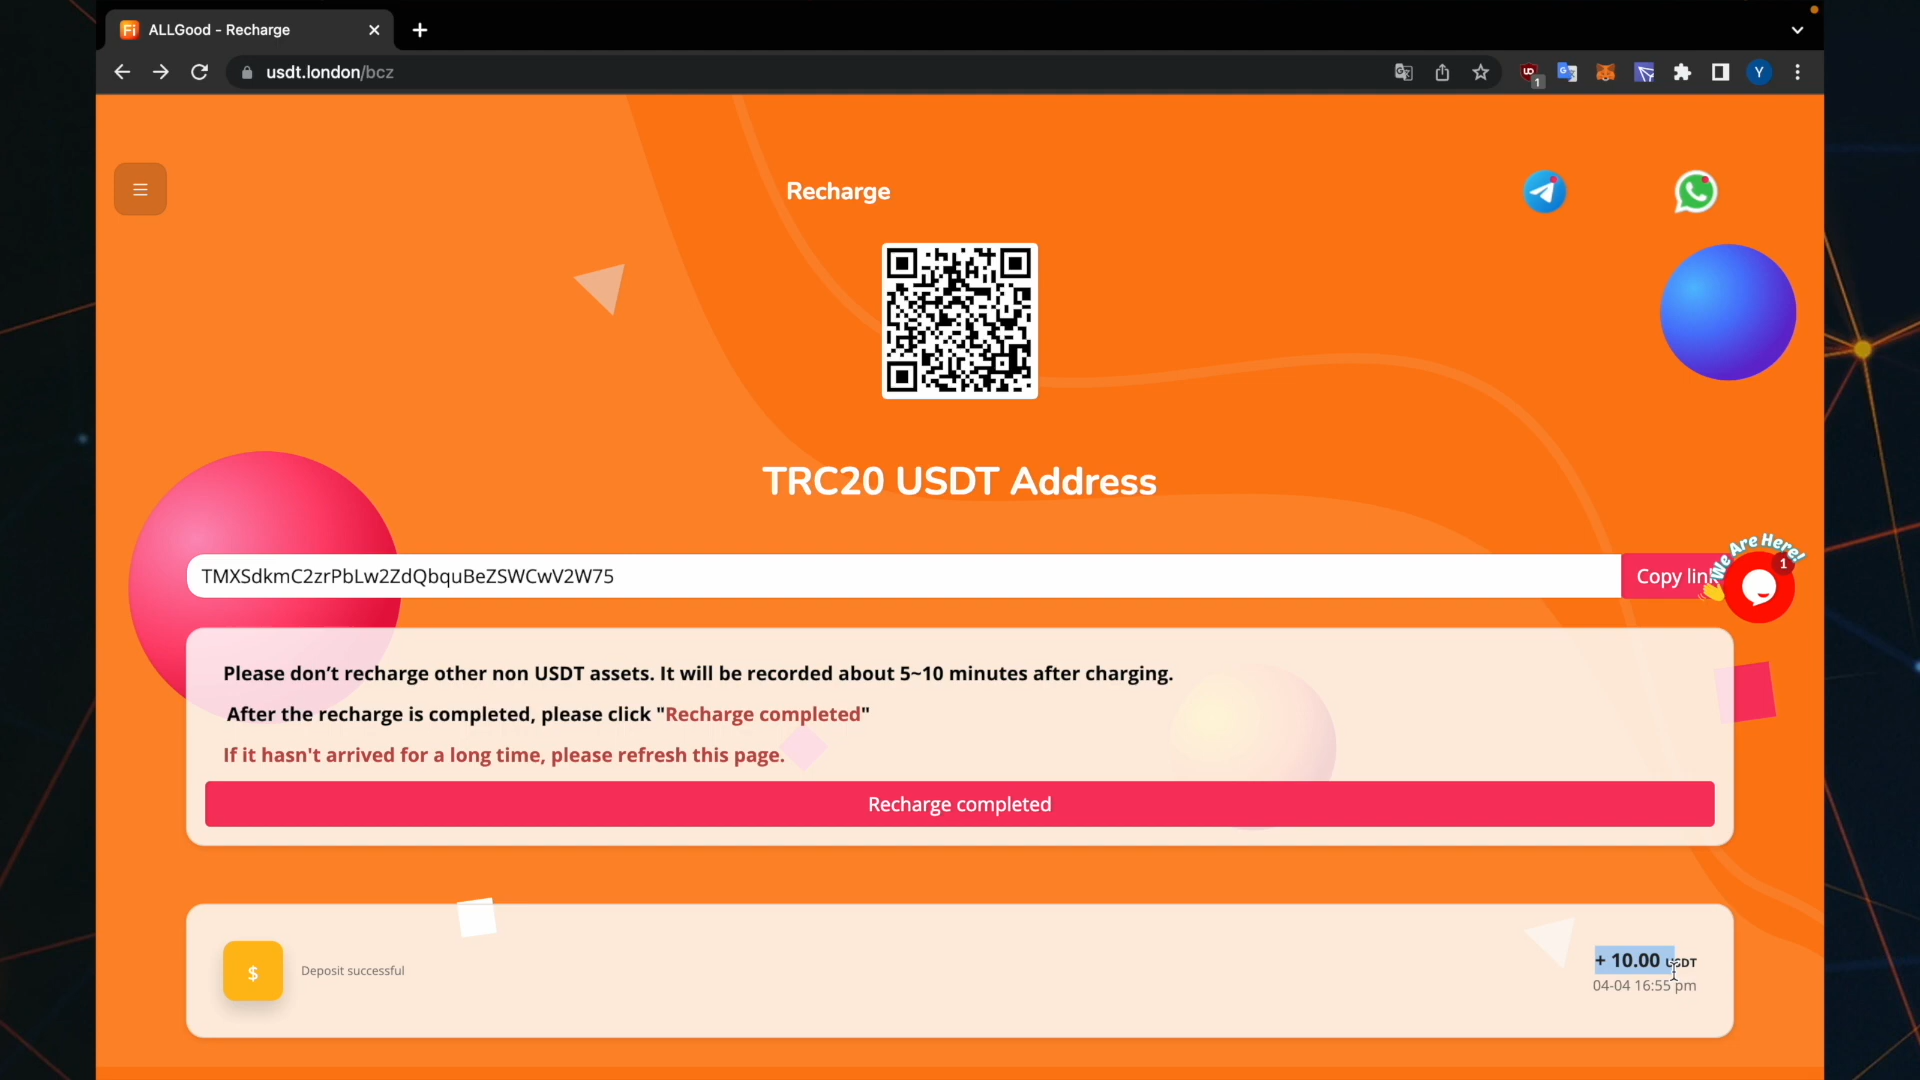 ALLGood - Recharge
usdt.london/bcz
UD
1
G
Y
Recharge
TRC20 USDT Address
TMXSdkmC2zrPbLw2ZdQbquBeZSWCwV2W75
Copy lin
We Are Here!
1
Please don't recharge other non USDT assets. It will be recorded about 5~10 minutes after charging.
After the recharge is completed, please click "Recharge completed"
If it hasn't arrived for a long time, please refresh this page.
Recharge completed
$
Deposit successful
+ 10.00 USDT
04-04 16:55 pm